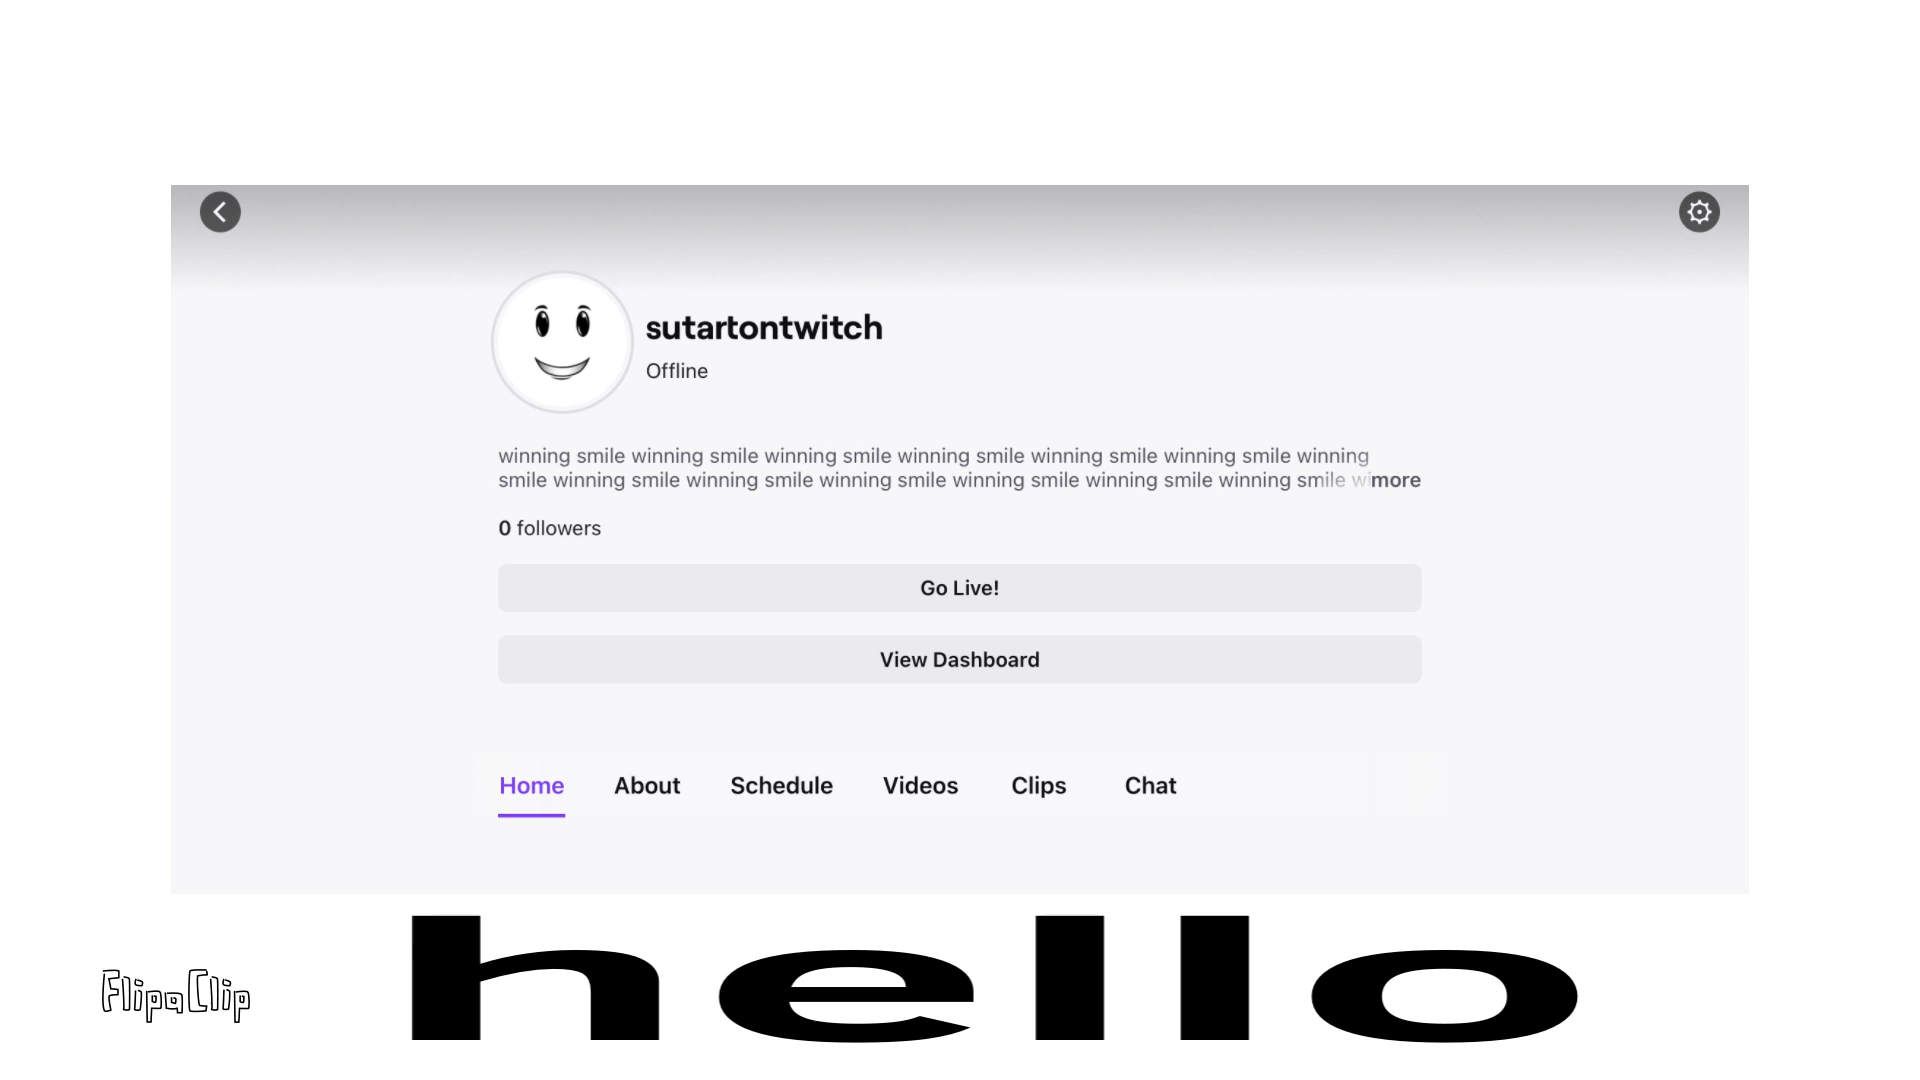 sutartontwitch
Offline
winning smile winning smile winning smile winning smile winning smile winning smile winning
smile winning smile winning smile winning smile winning smile winning smile winning smile wi more
0 followers
Go Live!
View Dashboard
Home About Schedule Videos Clips Chat
hello
FlipaClip